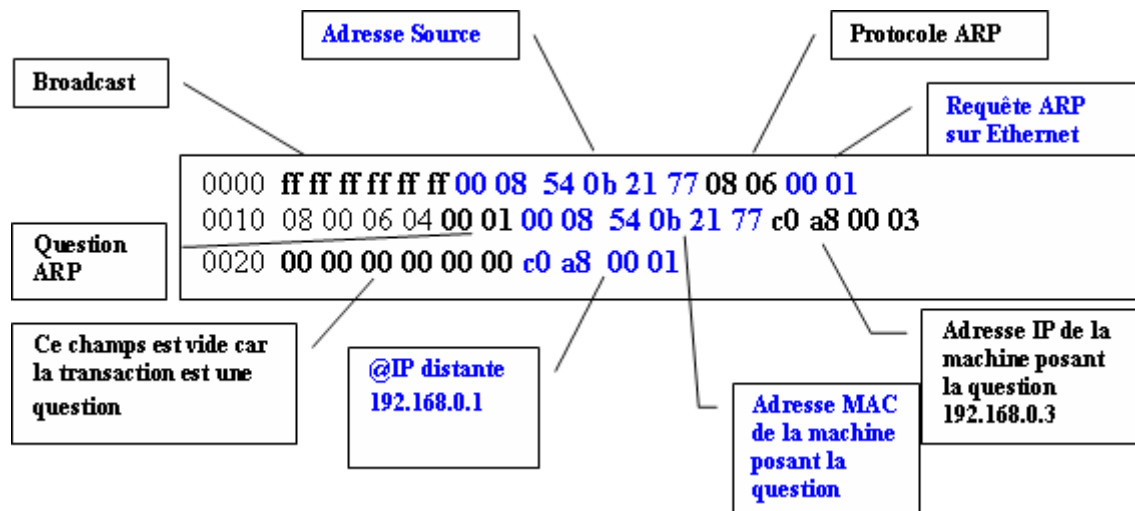 Adresse Source
Protocole ARP
Broadcast
Requête ARP
sur Ethernet
0000 ff ff ff ff ff ff 00 08 54 0b 21 77 08 06 00 01
0010 08 00 06 04 00 01 00 08 54 0b 21 77 c0 a8 00 03
0020 00 00 00 00 00 00 c0 a8 00 01
Question
ARP
Ce champs est vide car
la transaction est une
question
@IP distante
192.168.0.1
Adresse MAC
de la machine
posant la
question
Adresse IP de la
machine posant
la question
192.168.0.3